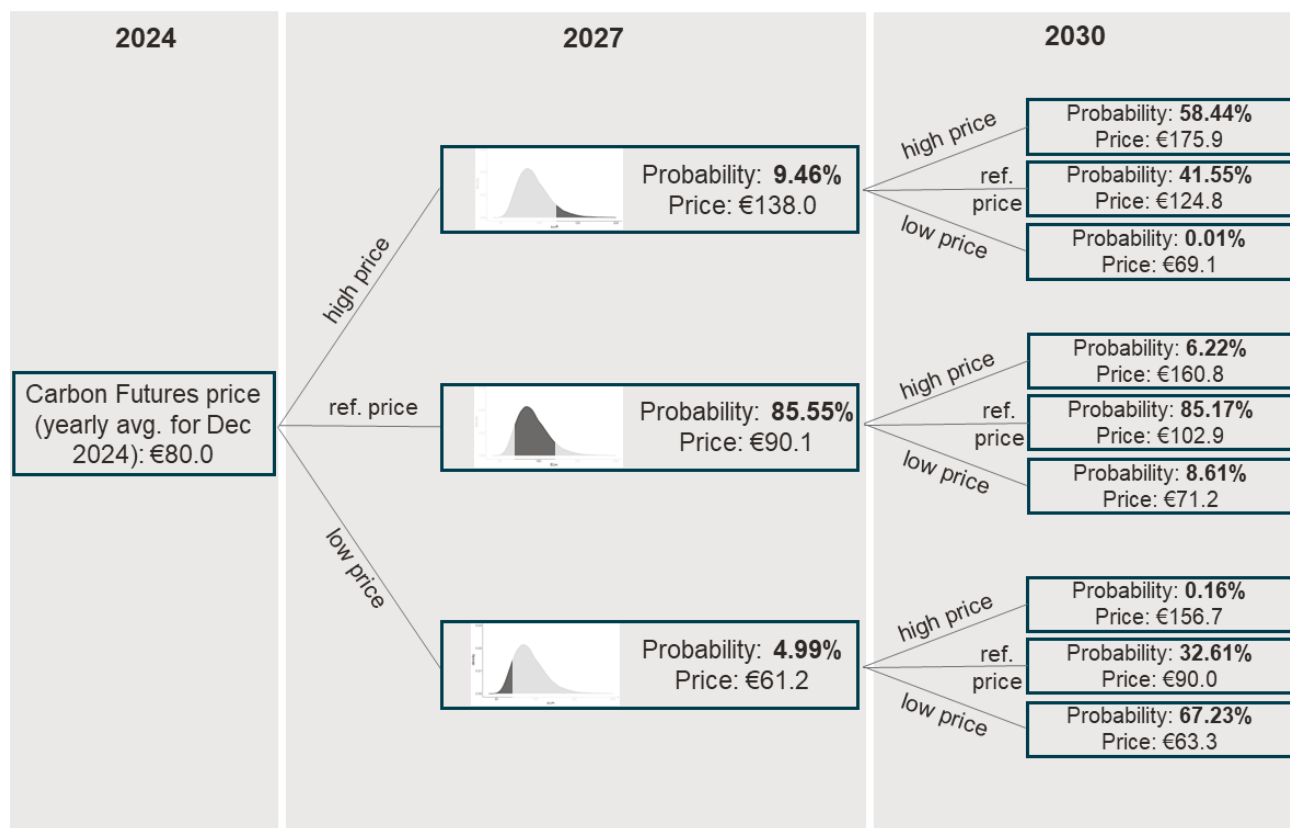 2024
2027
2030
Carbon Futures price
(yearly avg. for Dec
2024): €80.0
high price
ref. price
low price
Probability: 9.46%
Price: €138.0
Probability: 85.55%
Price: €90.1
Probability: 4.99%
Price: €61.2
high price
ref.
price
low price
Probability: 58.44%
Price: €175.9
Probability: 41.55%
Price: €124.8
Probability: 0.01%
Price: €69.1
high price
ref.
price
low price
Probability: 6.22%
Price: €160.8
Probability: 85.17%
Price: €102.9
Probability: 8.61%
Price: €71.2
high price
ref.
price
low price
Probability: 0.16%
Price: €156.7
Probability: 32.61%
Price: €90.0
Probability: 67.23%
Price: €63.3